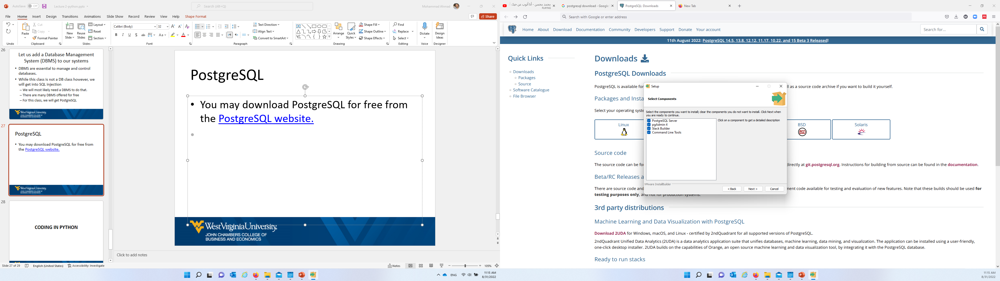 AutoSave Off Lecture 2-python.pptx Search (Alt+Q) Mohammad Ahmad
File Home Insert Design Transitions Animations Slide Show Record Review View Help Shape Format Share
Paste Cut Copy Format Painter New Slide Reuse Slides Layout Reset Section
Calibri (Body) 32 Text Direction Align Text Convert to SmartArt
Arrange Quick Styles Shape Fill Shape Outline Shape Effects Find Replace Select Dictate Design Ideas
Undo Clipboard Slides Font Paragraph Drawing Editing Voice Designer
26
Let us add a Database Management
System (DBMS) to our systems
• DBMS are essential to manage and control
databases.
• While this class is not a DB class however, we
will get into SQL injection
– We will most likely need a DBMS to do that.
– There are many DBMS offered for free
– For this class, we will get PostgreSQL
WestVirginiaUniversity.
JOHN CHAMBERS COLLEGE OF
BUSINESS AND ECONOMICS
27
PostgreSQL
• You may download PostgreSQL for free from
the PostgreSQL website.
WestVirginiaUniversity.
JOHN CHAMBERS COLLEGE OF
BUSINESS AND ECONOMICS
28
CODING IN PYTHON
PostgreSQL
• You may download PostgreSQL for free from
the PostgreSQL website.
WestVirginiaUniversity.
JOHN CHAMBERS COLLEGE OF
BUSINESS AND ECONOMICS
Click to add notes
Slide 27 of 29 English (United States) Accessibility: Investigate Notes 105%
ENG 11:15 AM
8/31/2022
محمد محسن - أنا أتوب عن حبك
PLAYING
postgresql download - Google
PostgreSQL: Downloads
New Tab
Search with Google or enter address
Home About Download Documentation Community Developers Support Donate Your account Search for...
11th August 2022: PostgreSQL 14.5, 13.8, 12.12, 11.17, 10.22, and 15 Beta 3 Released!
Quick Links
Downloads
Packages
Source
Software Catalogue
File Browser
Downloads
PostgreSQL Downloads
PostgreSQL is available for
ll as a source code archive if you want to build it yourself.
Packages and Insta
Select your operating syste
Linux
BSD
Solaris
Setup
Select Components
Select the components you want to install; clear the components you do not want to install. Click Next when
you are ready to continue.
PostgreSQL Server
pgAdmin 4
Stack Builder
Command Line Tools
Click on a component to get a detailed description
VMware InstallBuilder
< Back Next > Cancel
Source code
The source code can be fou
irectly at git.postgresql.org. Instructions for building from source can be found in the documentation.
Beta/RC Releases a
There are source code and
nent code available for testing and evaluation of new features. Note that these builds should be used for
testing purposes only, and not for production systems.
3rd party distributions
Machine Learning and Data Visualization with PostgreSQL
Download 2UDA for Windows, macOS, and Linux - certified by 2ndQuadrant for all supported versions of PostgreSQL.
2ndQuadrant Unified Data Analytics (2UDA) is a data analytics application suite that unifies databases, machine learning, data mining, and visualization. The application can be installed using a user-friendly,
one-click desktop installer. 2UDA builds on the capabilities of Orange, an open source machine learning and data visualization tool, by integrating it with the PostgreSQL database.
Ready to run stacks
11:15 AM
8/31/2022